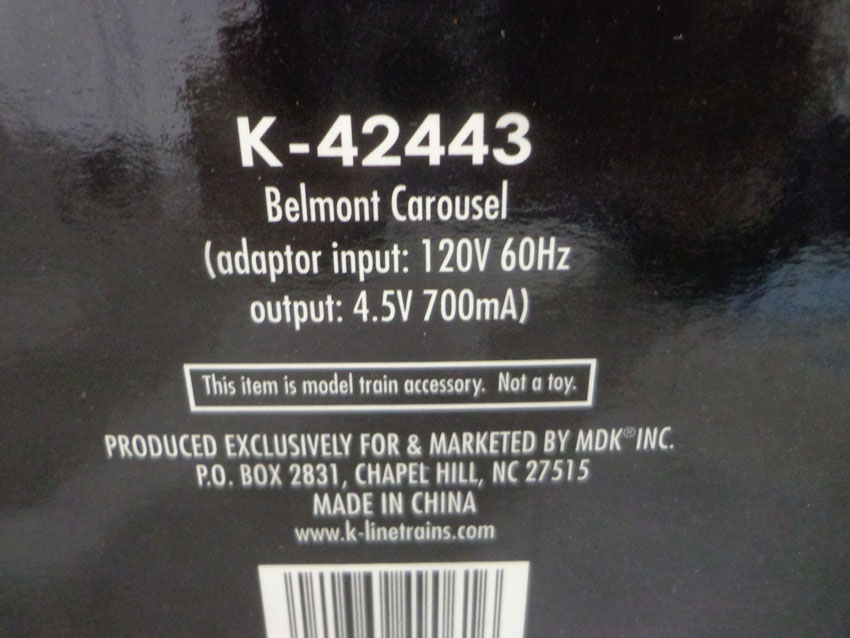 K-42443
Belmont Carousel
(adaptor input: 120V 60Hz
output: 4.5V 700mA)
This item is model train accessory. Not a toy.
PRODUCED EXCLUSIVELY FOR & MARKETED BY MDK® INC.
P.O. BOX 2831, CHAPEL HILL, NC 27515
MADE IN CHINA
www.k-linetrains.com